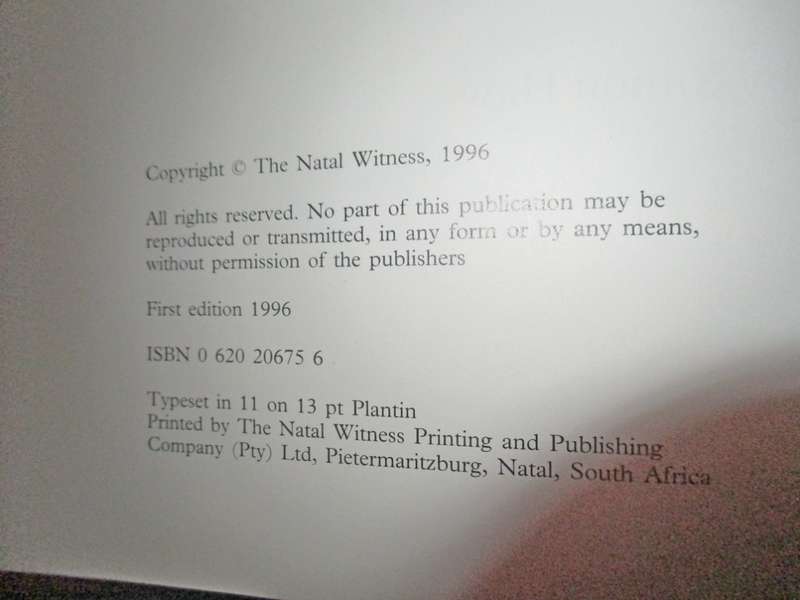 Copyright © The Natal Witness, 1996
All rights reserved. No part of this publication may be
reproduced or transmitted, in any form or by any means,
without permission of the publishers
First edition 1996
ISBN 0 620 20675 6
Typeset in 11 on 13 pt Plantin
Printed by The Natal Witness Printing and Publishing
Company (Pty) Ltd, Pietermaritzburg, Natal, South Africa